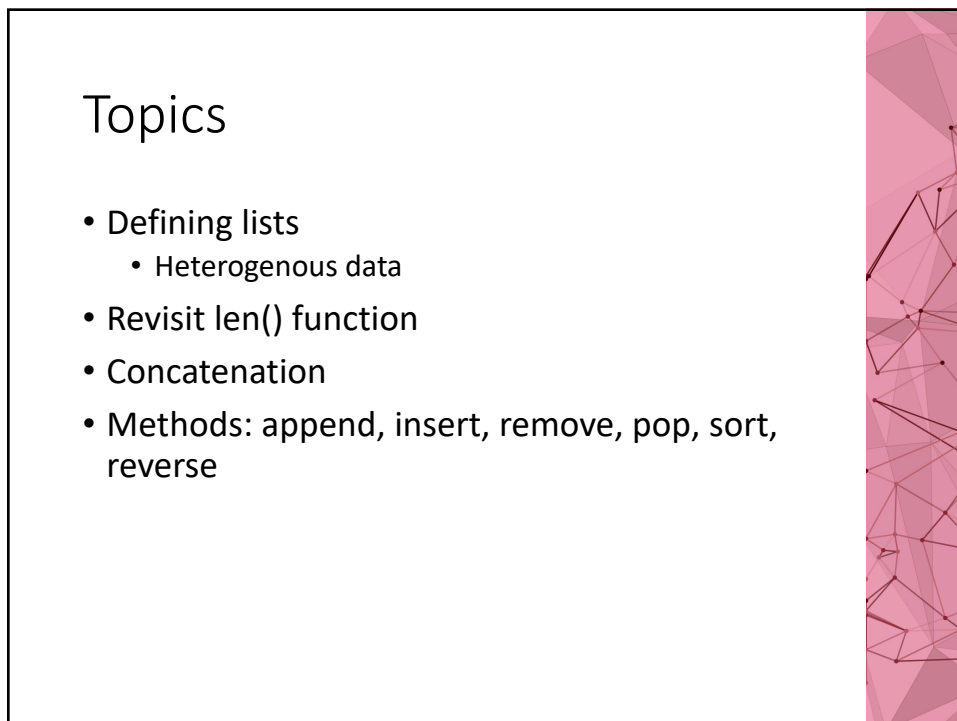 Topics
• Defining lists
• Heterogenous data
• Revisit len() function
• Concatenation
• Methods: append, insert, remove, pop, sort,
reverse